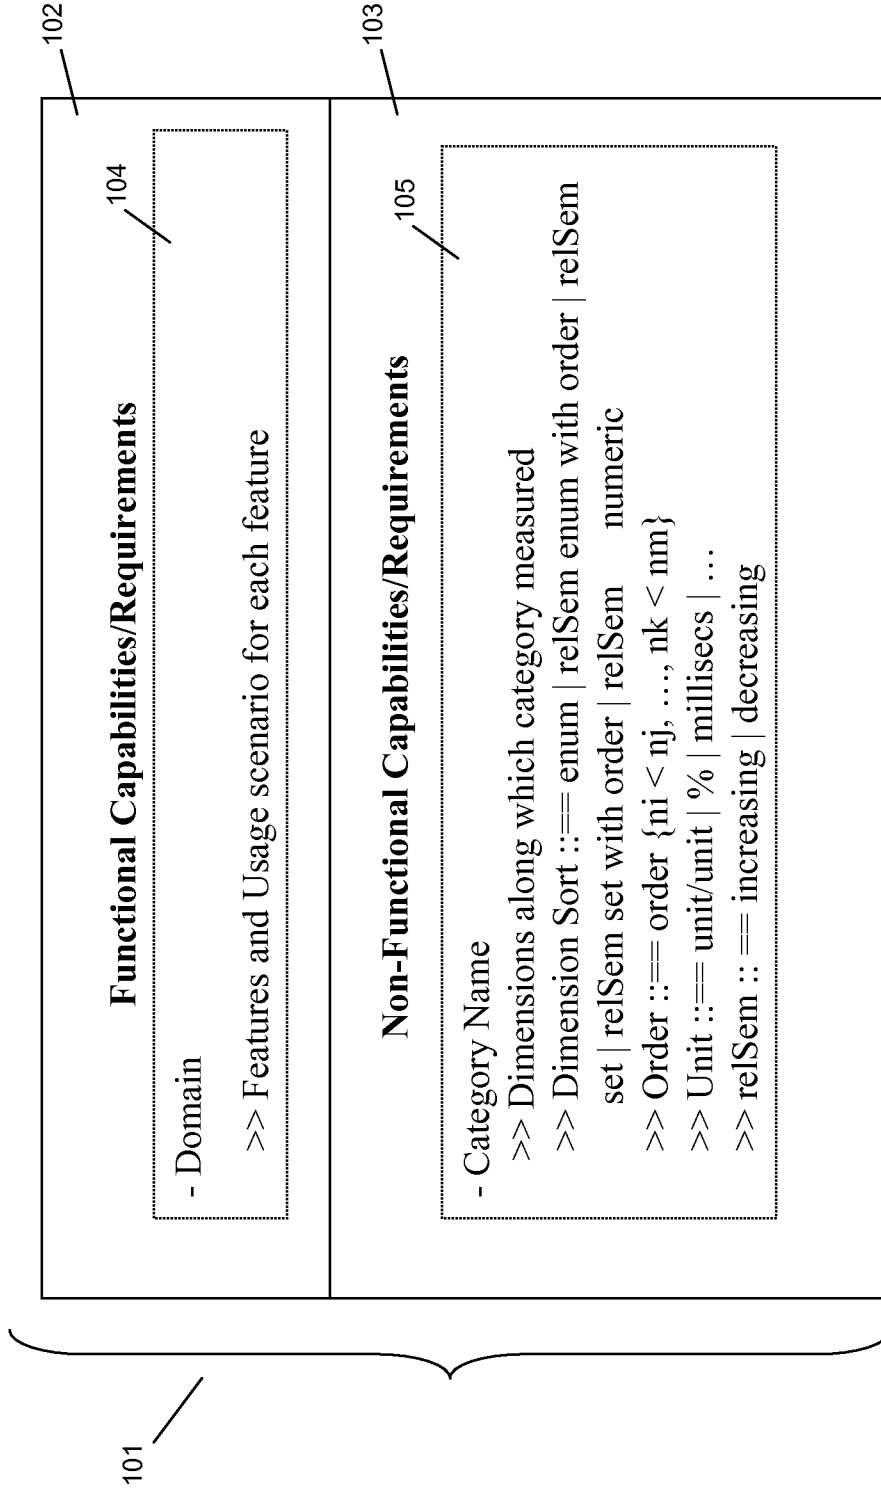 102
Functional Capabilities/Requirements
104
- Domain
>> Features and Usage scenario for each feature
103
Non-Functional Capabilities/Requirements
105
- Category Name
>> Dimensions along which category measured
>> Dimension Sort ::== enum | relSem enum with order | relSem
set | relSem set with order | relSem numeric
>> Order ::== order {ni < nj, …, nk < nm}
>> Unit ::== unit/unit | % | millisecs | …
>> relSem :: == increasing | decreasing
101